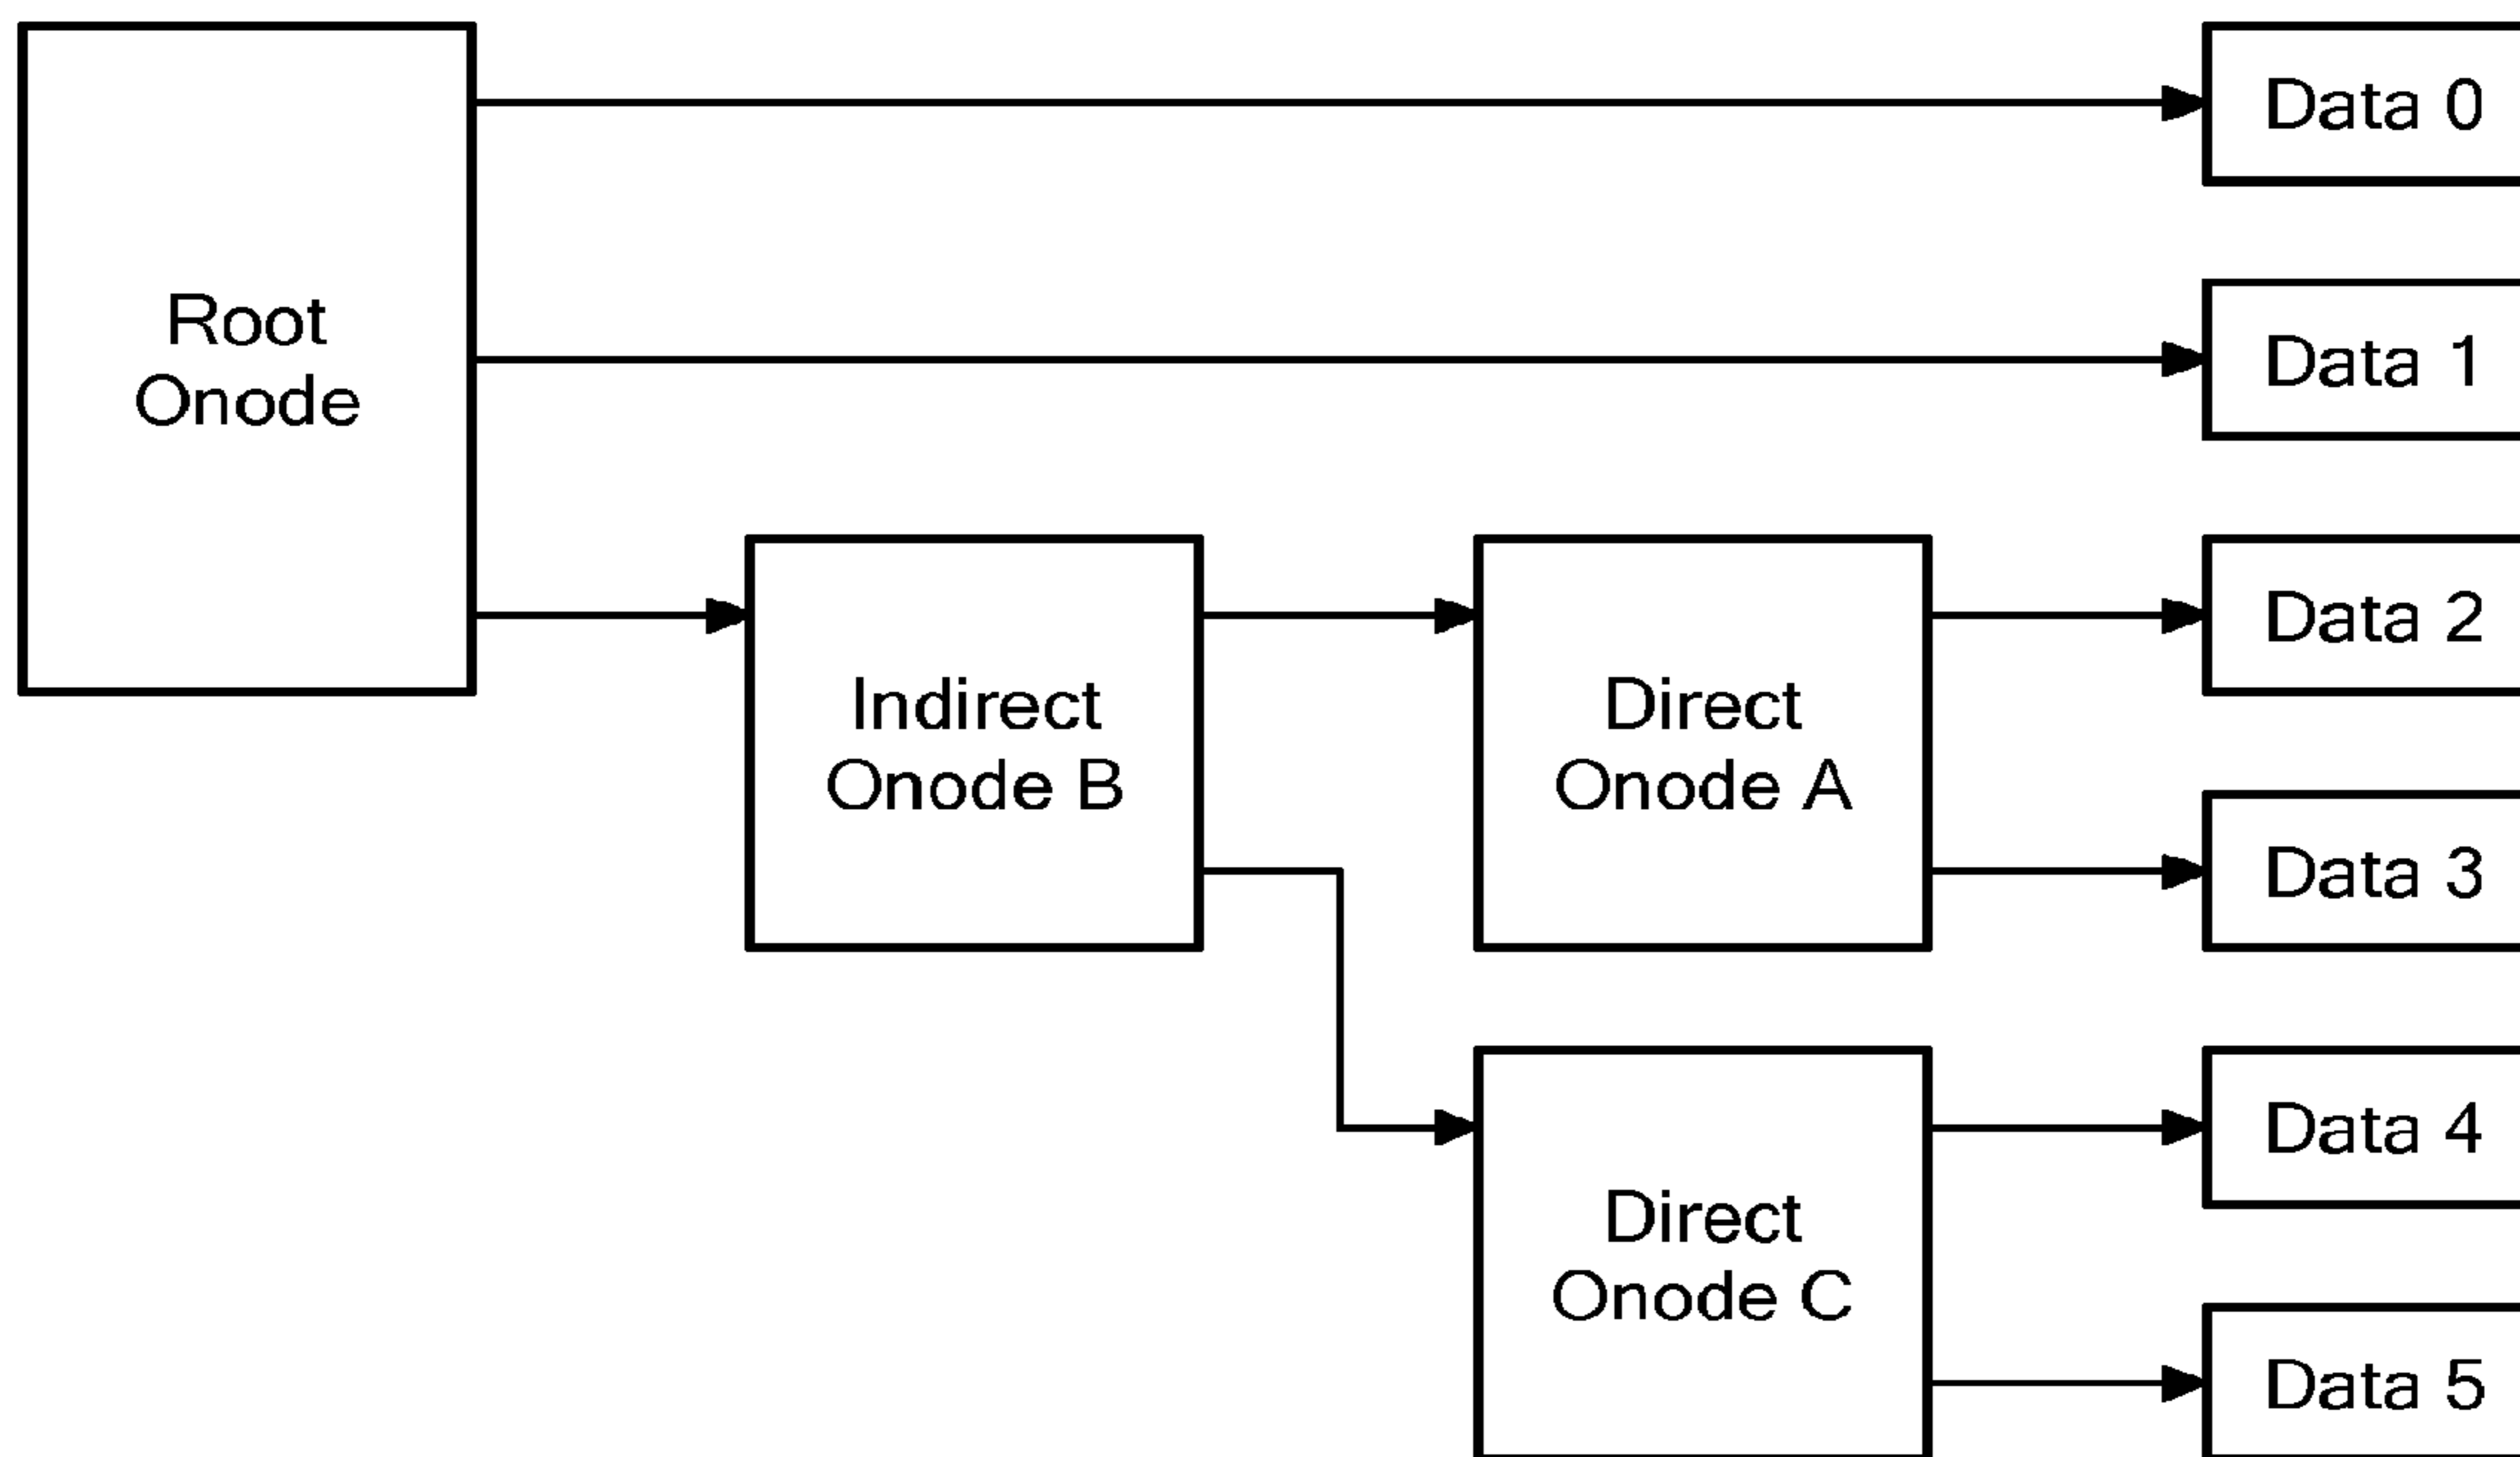 Root
Onode
Data 0
Data 1
Indirect
Onode B
Direct
Onode A
Data 2
Data 3
Direct
Onode C
Data 4
Data 5